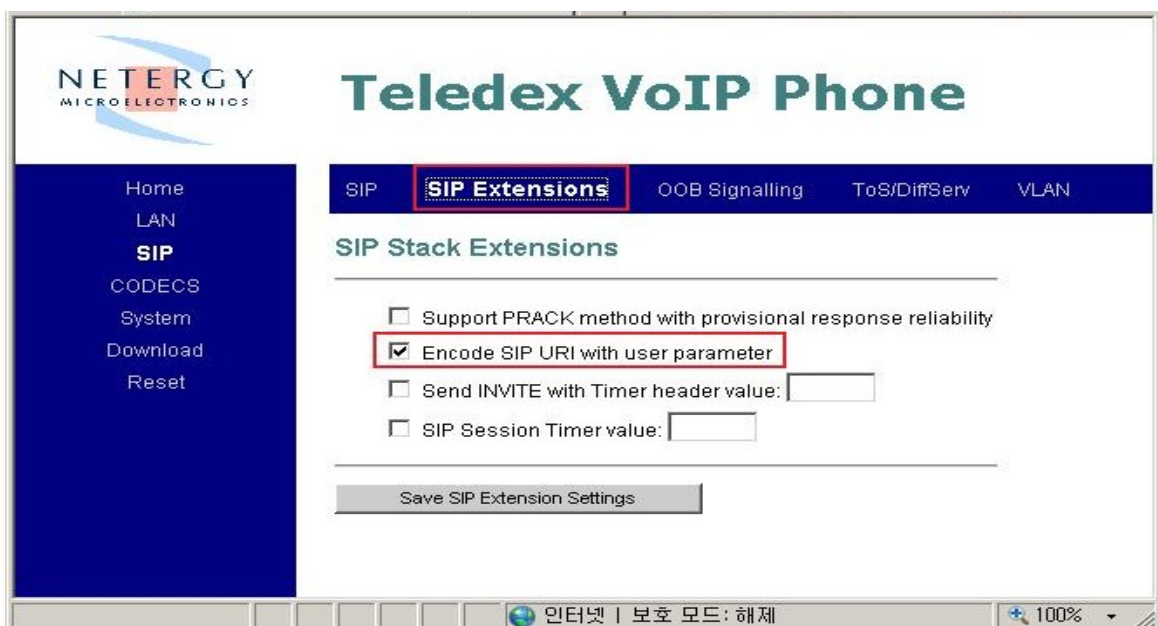 NETERGY
MICROELECTRONICS
Teledex VoIP Phone
Home
LAN
SIP
CODECS
System
Download
Reset
SIP SIP Extensions OOB Signalling ToS/DiffServ VLAN
SIP Stack Extensions
Support PRACK method with provisional response reliability
Encode SIP URI with user parameter
Send INVITE with Timer header value:
SIP Session Timer value:
Save SIP Extension Settings
인터넷 | 보호 모드: 해제 100%